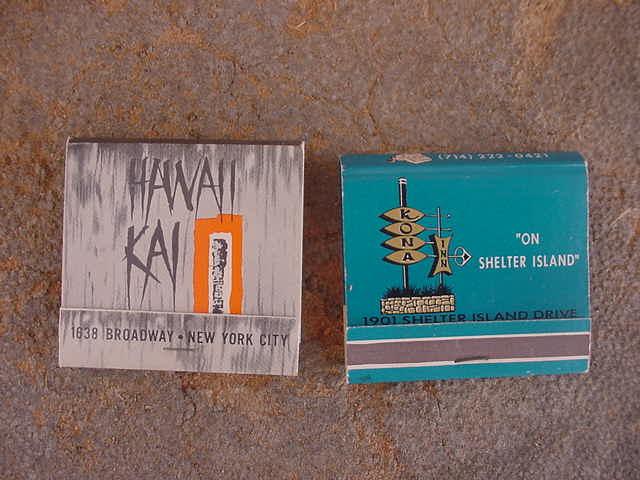 HAWAII
KAI
1638 BROADWAY • NEW YORK CITY
(714) 222-0421
KONA
INN
"ON
SHELTER ISLAND"
1901 SHELTER ISLAND DRIVE